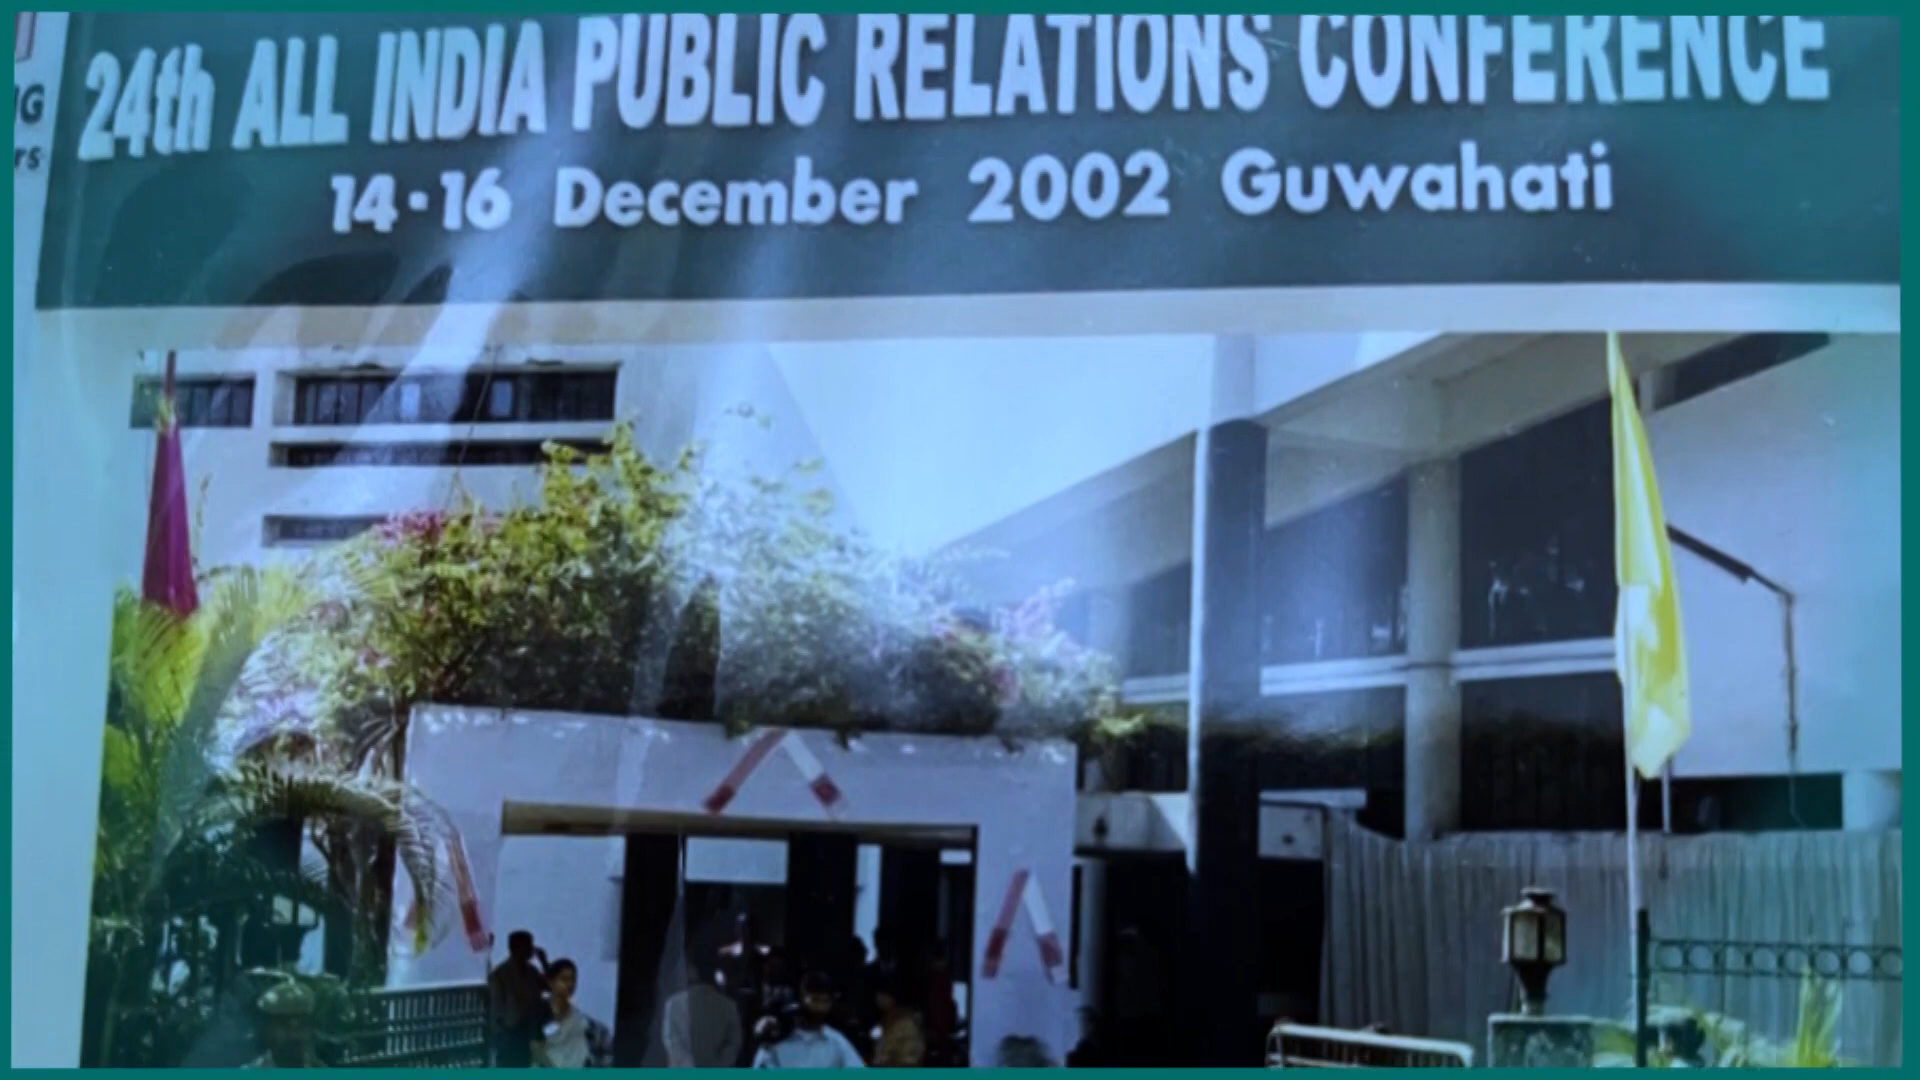 24th ALL INDIA PUBLIC RELATIONS CONFERENCE
14-16 December 2002 Guwahati